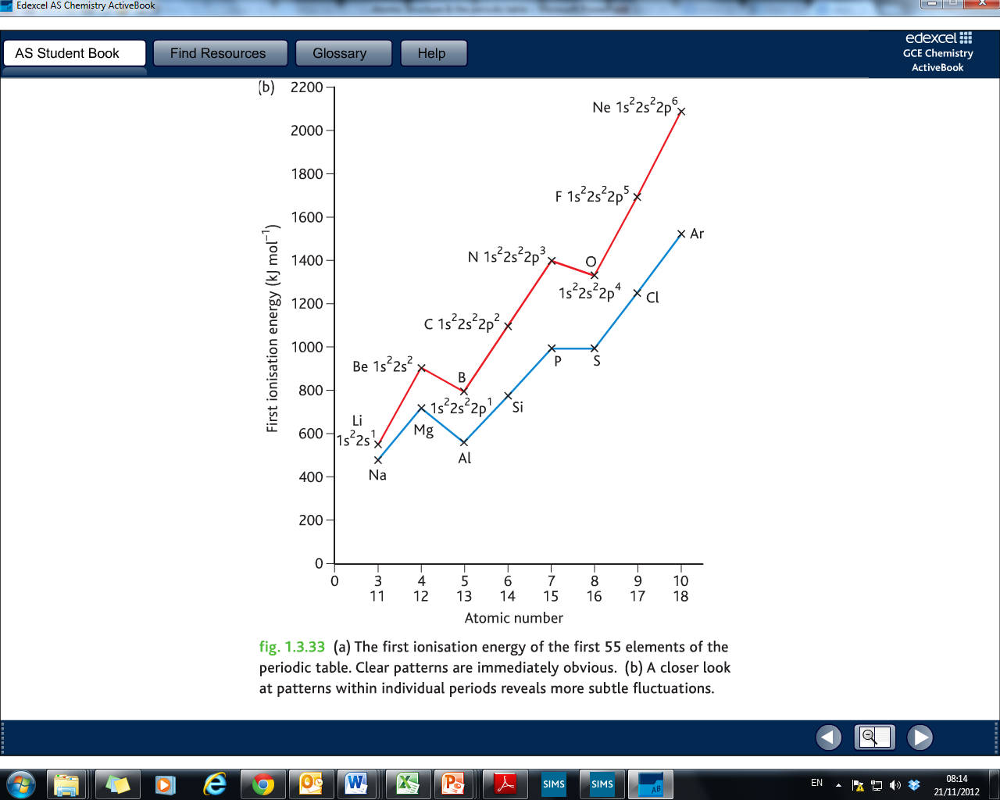 Edexcel AS Chemistry ActiveBook
AS Student Book
Find Resources
Glossary
Help
edexcel
GCE Chemistry
ActiveBook
(b)
2200
2000
1800
1600
1400
1200
1000
800
600
400
200
0
First ionisation energy (kJ mol⁻¹)
Ne 1s²2s²2p⁶
F 1s²2s²2p⁵
Ar
N 1s²2s²2p³
O
1s²2s²2p⁴
Cl
C 1s²2s²2p²
Be 1s²2s²
P
S
B
1s²2s²2p¹
Si
Li
1s²2s¹
Mg
Al
Na
0 3 4 5 6 7 8 9 10
11 12 13 14 15 16 17 18
Atomic number
fig. 1.3.33 (a) The first ionisation energy of the first 55 elements of the
periodic table. Clear patterns are immediately obvious. (b) A closer look
at patterns within individual periods reveals more subtle fluctuations.
SIMS
SIMS
AB
EN
08:14
21/11/2012